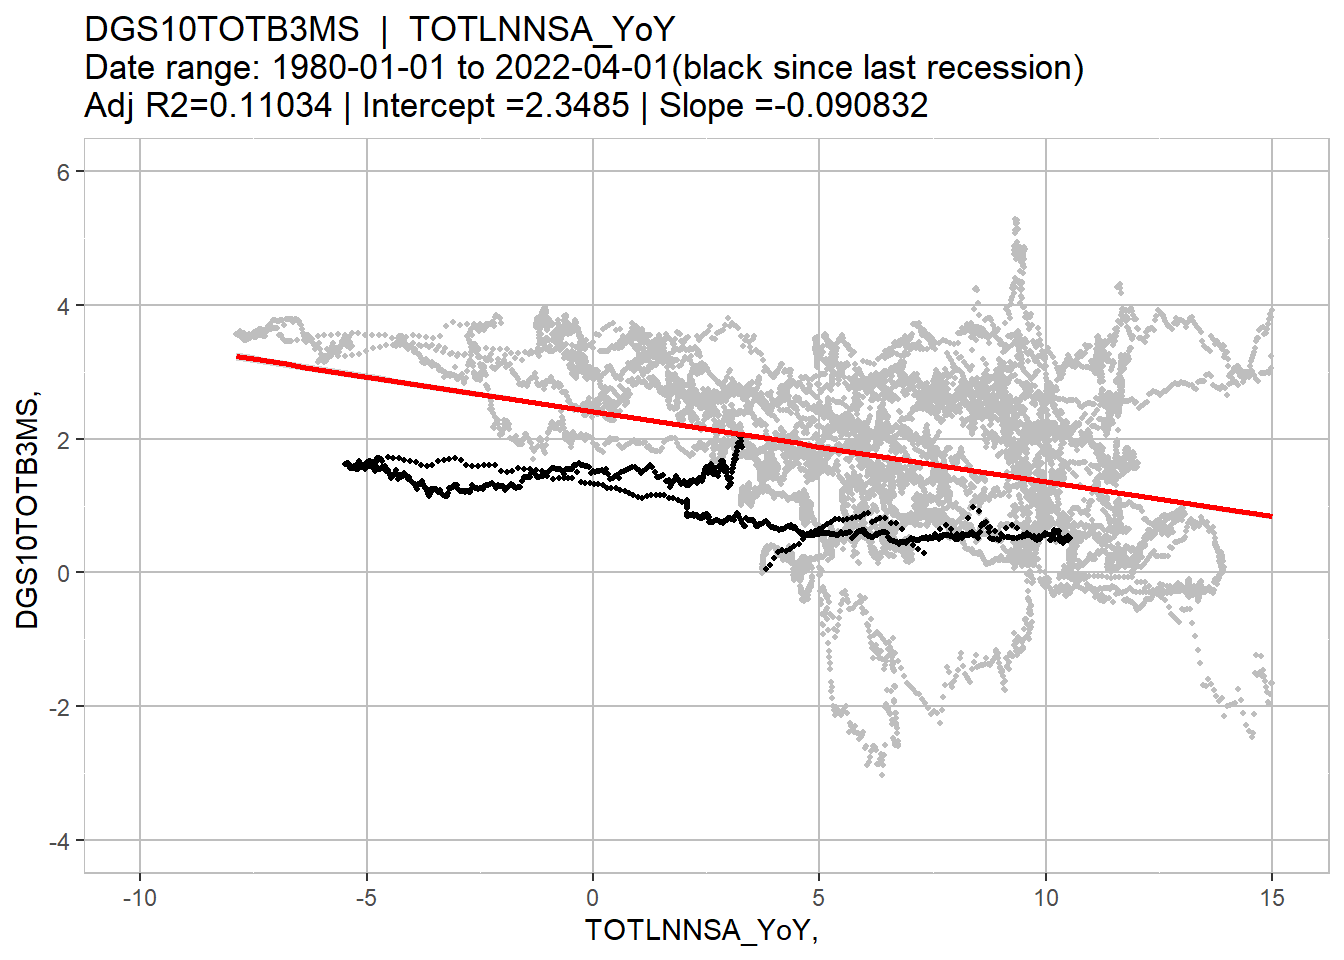 DGS10TOTB3MS | TOTLNNSA_YoY
Date range: 1980-01-01 to 2022-04-01(black since last recession)
Adj R2=0.11034 | Intercept =2.3485 | Slope =-0.090832
6
4
2
0
-2
-4
DGS10TOTB3MS,
-10
-5
0
5
10
15
TOTLNNSA_YoY,